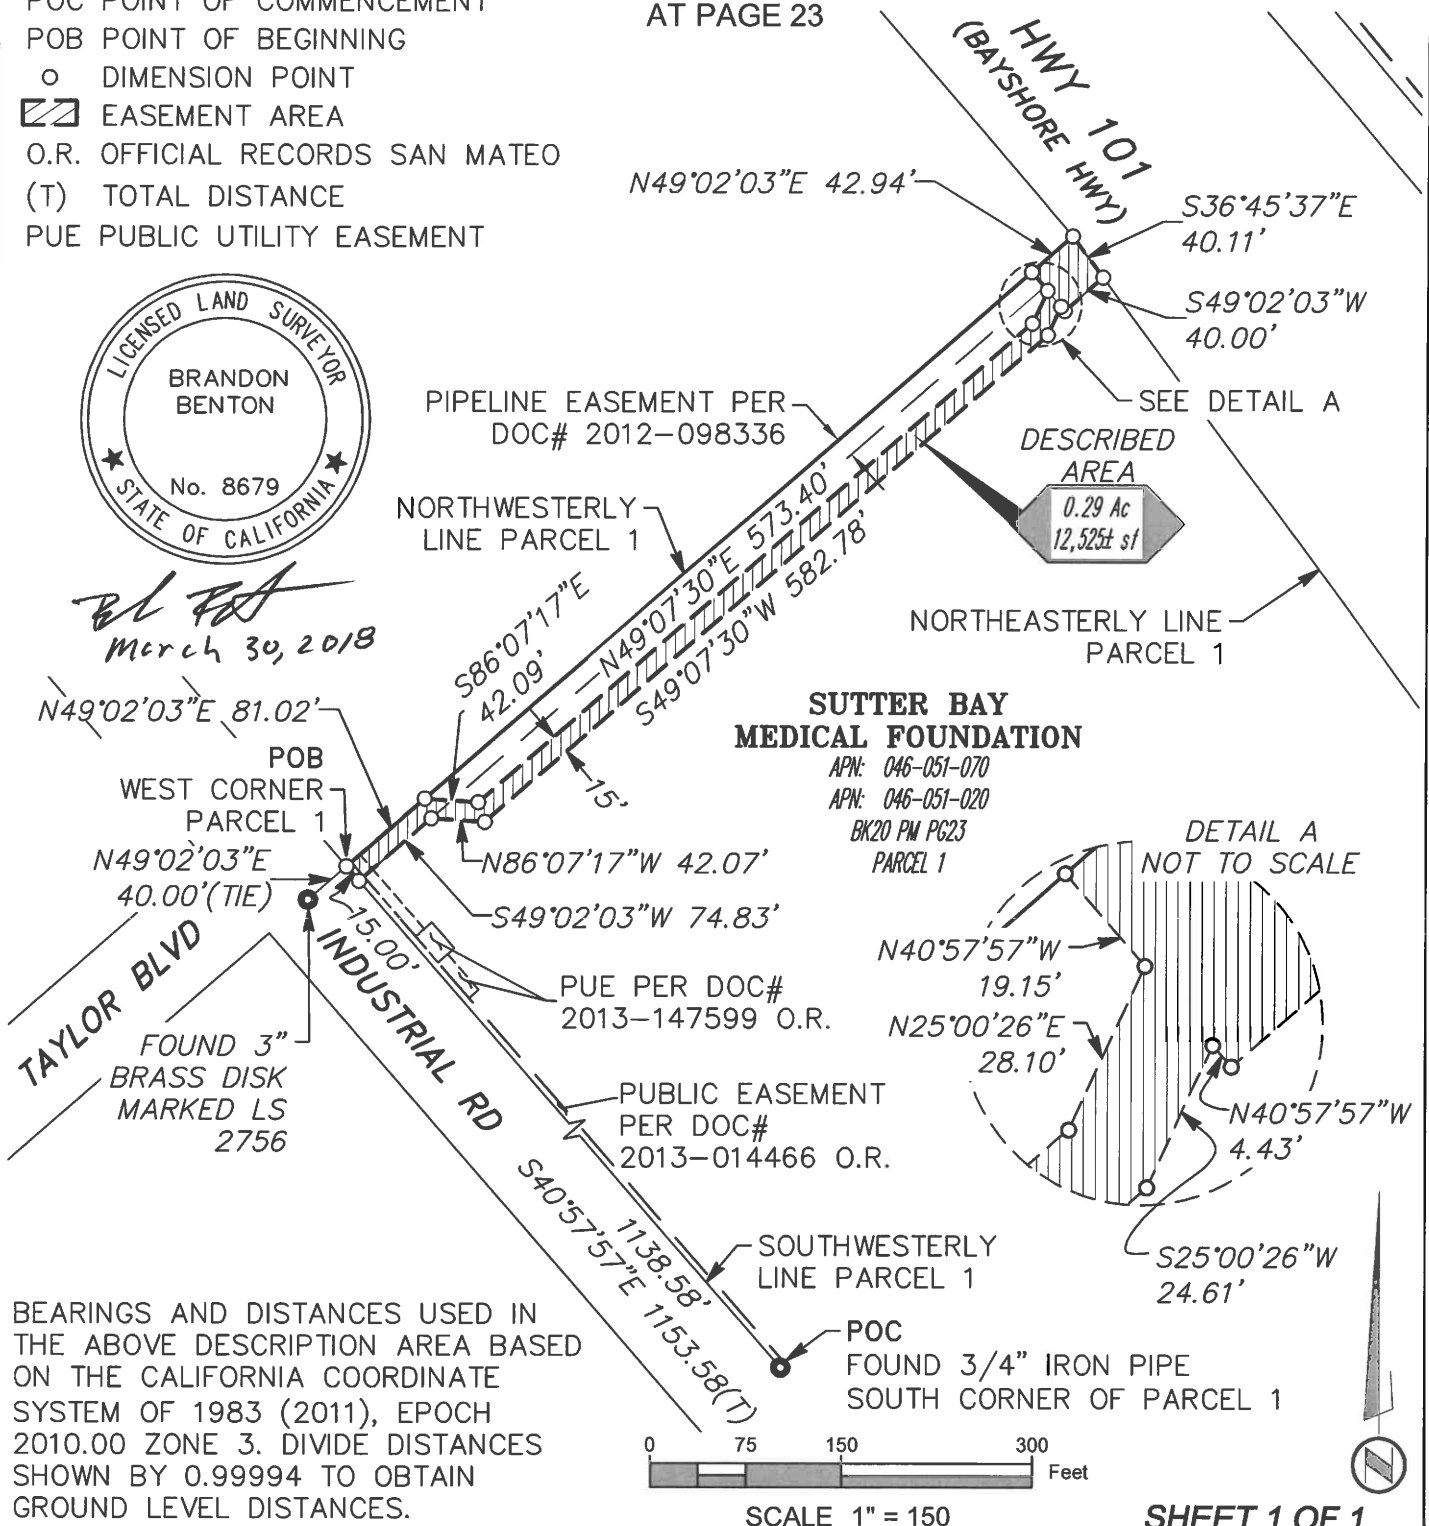 POC POINT OF COMMENCEMENT
POB POINT OF BEGINNING
DIMENSION POINT
EASEMENT AREA
O.R. OFFICIAL RECORDS SAN MATEO
(T) TOTAL DISTANCE
PUE PUBLIC UTILITY EASEMENT
AT PAGE 23
HWY 101
(BAYSHORE HWY)
N49°02'03"E 42.94'
S36°45'37"E
40.11'
S49°02'03"W
40.00'
SEE DETAIL A
LICENSED LAND SURVEYOR
BRANDON
BENTON
No. 8679
STATE OF CALIFORNIA
March 30, 2018
PIPELINE EASEMENT PER
DOC# 2012-098336
DESCRIBED
AREA
0.29 Ac
12,525± sf
NORTHWESTERLY
LINE PARCEL 1
N49°07'30"E 573.40'
S49°07'30"W 582.78'
S86°07'17"E
42.09'
NORTHEASTERLY LINE
PARCEL 1
N49°02'03"E 81.02'
SUTTER BAY
MEDICAL FOUNDATION
APN: 046-051-070
APN: 046-051-020
BK20 PM PG23
PARCEL 1
POB
WEST CORNER
PARCEL 1
15'
N86°07'17"W 42.07'
N49°02'03"E
40.00'(TIE)
S49°02'03"W 74.83'
15.00'
TAYLOR BLVD
INDUSTRIAL RD
PUE PER DOC#
2013-147599 O.R.
FOUND 3"
BRASS DISK
MARKED LS
2756
PUBLIC EASEMENT
PER DOC#
2013-014466 O.R.
DETAIL A
NOT TO SCALE
N40°57'57"W
19.15'
N25°00'26"E
28.10'
N40°57'57"W
4.43'
S25°00'26"W
24.61'
1138.58'
S40°57'57"E 1153.58(T)
SOUTHWESTERLY
LINE PARCEL 1
POC
FOUND 3/4" IRON PIPE
SOUTH CORNER OF PARCEL 1
BEARINGS AND DISTANCES USED IN
THE ABOVE DESCRIPTION AREA BASED
ON THE CALIFORNIA COORDINATE
SYSTEM OF 1983 (2011), EPOCH
2010.00 ZONE 3. DIVIDE DISTANCES
SHOWN BY 0.99994 TO OBTAIN
GROUND LEVEL DISTANCES.
0 75 150 300
Feet
SCALE 1" = 150
N
SHEET 1 OF 1